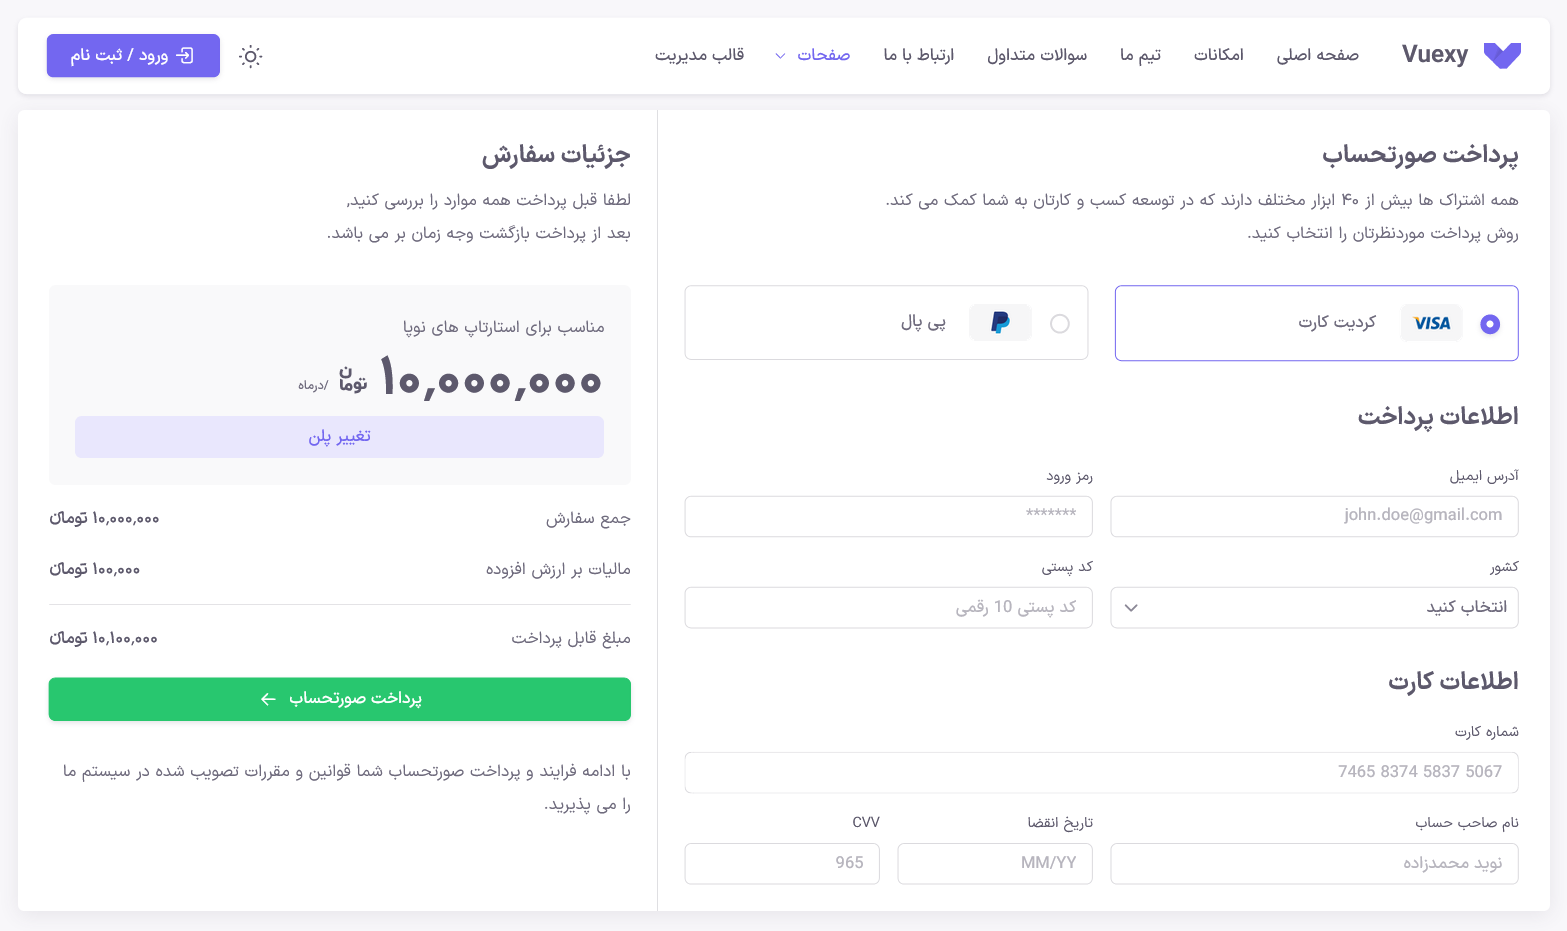 Vuexy
صفحه اصلی
امکانات
تیم ما
سوالات متداول
ارتباط با ما
صفحات
قالب مدیریت
ورود / ثبت نام
پرداخت صورتحساب
همه اشتراک ها بیش از ۴۰ ابزار مختلف دارند که در توسعه کسب و کارتان به شما کمک می کند.
روش پرداخت موردنظرتان را انتخاب کنید.
VISA
کردیت کارت
پی پال
اطلاعات پرداخت
آدرس ایمیل
رمز ورود
john.doe@gmail.com
*******
کشور
کد پستی
انتخاب کنید
کد پستی 10 رقمی
اطلاعات کارت
شماره کارت
7465 8374 5837 5067
نام صاحب حساب
تاریخ انقضا
CVV
نوید محمدزاده
MM/YY
965
جزئیات سفارش
لطفا قبل پرداخت همه موارد را بررسی کنید,
بعد از پرداخت بازگشت وجه زمان بر می باشد.
مناسب برای استارتاپ های نوپا
۱۰,۰۰۰,۰۰۰ تومان /درماه
تغییر پلن
جمع سفارش
۱۰,۰۰۰,۰۰۰ تومان
مالیات بر ارزش افزوده
۱۰۰,۰۰۰ تومان
مبلغ قابل پرداخت
۱۰,۱۰۰,۰۰۰ تومان
پرداخت صورتحساب
با ادامه فرایند و پرداخت صورتحساب شما قوانین و مقررات تصویب شده در سیستم ما
را می پذیرید.